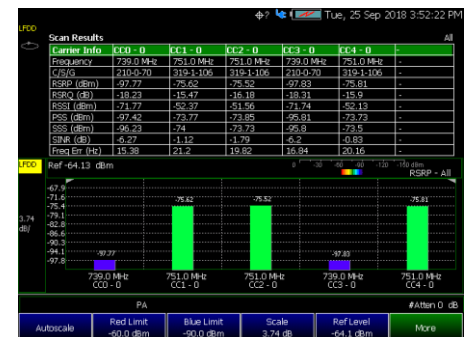 Tue, 25 Sep 2018 3:52:22 PM
LFDD
Scan Results All
Carrier Info CC0 - 0 CC1 - 0 CC2 - 0 CC3 - 0 CC4 - 0 -
Frequency 739.0 MHz 751.0 MHz 751.0 MHz 739.0 MHz 751.0 MHz -
C/S/G 210-0-70 319-1-106 319-1-106 210-0-70 319-1-106 -
RSRP (dBm) -97.77 -75.62 -75.52 -97.83 -75.81 -
RSRQ (dB) -18.23 -15.47 -16.18 -18.31 -15.9 -
RSSI (dBm) -71.77 -52.37 -51.56 -71.74 -52.13 -
PSS (dBm) -97.42 -73.77 -73.85 -95.81 -73.73 -
SSS (dBm) -96.23 -74 -73.73 -95.8 -73.5 -
SINR (dB) -6.27 -1.12 -1.79 -6.2 -0.83 -
Freq Err (Hz) 15.38 21.2 19.82 16.84 20.16 -
LFDD Ref -64.13 dBm 0 -30 -60 -90 -120 -150 dBm
RSRP - All
-67.9
-71.6
-75.4
-79.1
-82.8
-86.6
-90.3
-94.1
-97.8
3.74
dB/
-97.77 -75.62 -75.52 -97.83 -75.81
739.0 MHz 751.0 MHz 751.0 MHz 739.0 MHz 751.0 MHz
CC0 - 0 CC1 - 0 CC2 - 0 CC3 - 0 CC4 - 0
PA #Atten 0 dB
Autoscale Red Limit Blue Limit Scale Ref Level More
-60.0 dBm -90.0 dBm 3.74 dB -64.1 dBm